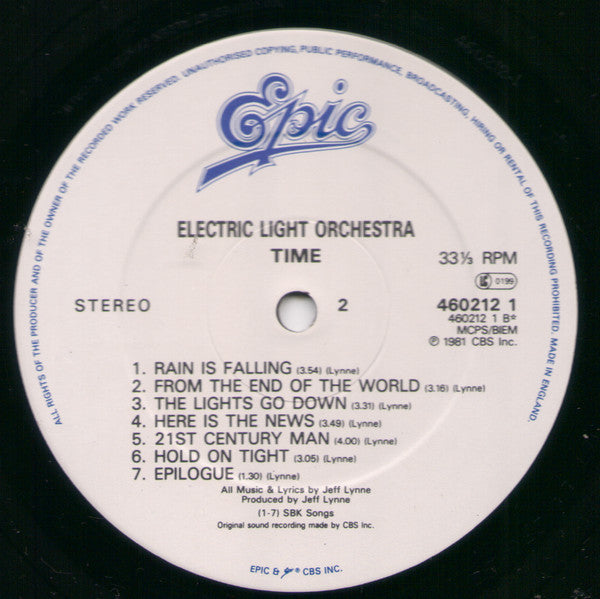 ALL RIGHTS OF THE PRODUCER AND OF THE OWNER OF THE RECORDED WORK RESERVED. UNAUTHORISED COPYING, PUBLIC PERFORMANCE, BROADCASTING, HIRING OR RENTAL OF THIS RECORDING PROHIBITED. MADE IN ENGLAND.
Epic
ELECTRIC LIGHT ORCHESTRA
TIME
33⅓ RPM
0199
STEREO
2
460212 1
460212 1 B*
MCPS/BIEM
℗ 1981 CBS Inc.
1. RAIN IS FALLING (3.54) (Lynne)
2. FROM THE END OF THE WORLD (3.16) (Lynne)
3. THE LIGHTS GO DOWN (3.31) (Lynne)
4. HERE IS THE NEWS (3.49) (Lynne)
5. 21ST CENTURY MAN (4.00) (Lynne)
6. HOLD ON TIGHT (3.05) (Lynne)
7. EPILOGUE (1.30) (Lynne)
All Music & Lyrics by Jeff Lynne
Produced by Jeff Lynne
(1-7) SBK Songs
Original sound recording made by CBS Inc.
EPIC & ® CBS INC.